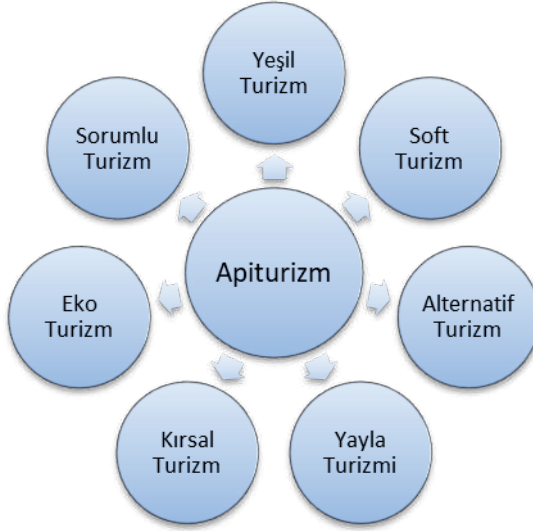 Yeşil
Turizm
Sorumlu
Turizm
Soft
Turizm
Apiturizm
Eko
Turizm
Alternatif
Turizm
Kırsal
Turizm
Yayla
Turizmi